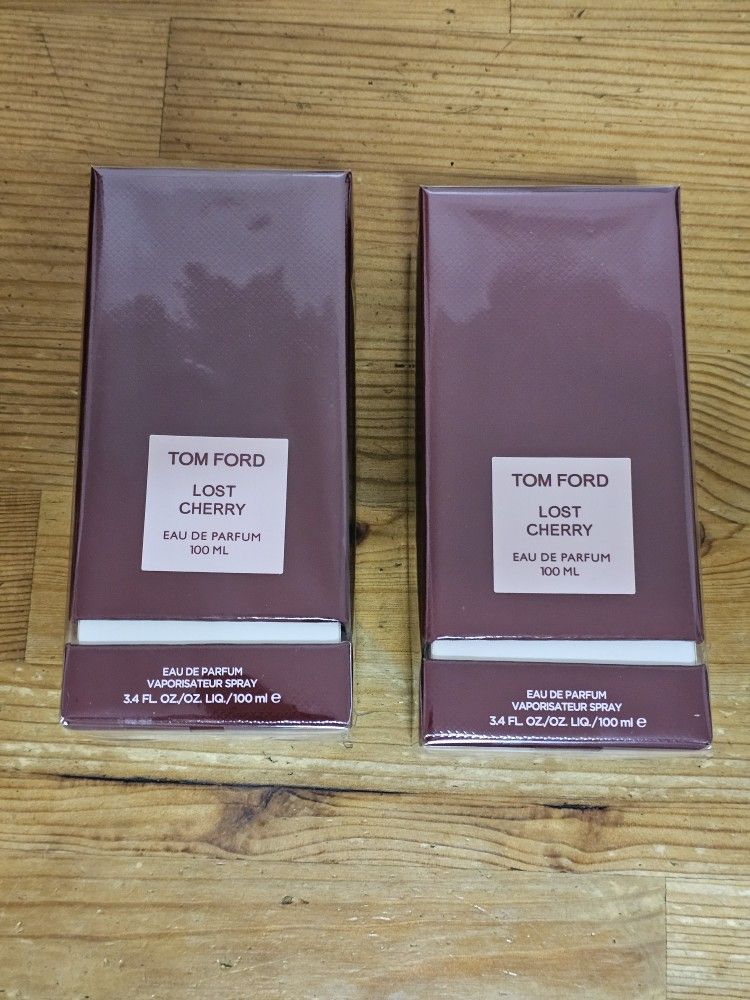 TOM FORD
LOST
CHERRY
EAU DE PARFUM
100 ML
EAU DE PARFUM
VAPORISATEUR SPRAY
3.4 FL. OZ./OZ. LIQ./100 ml ℮
TOM FORD
LOST
CHERRY
EAU DE PARFUM
100 ML
EAU DE PARFUM
VAPORISATEUR SPRAY
3.4 FL. OZ./OZ. LIQ./100 ml ℮